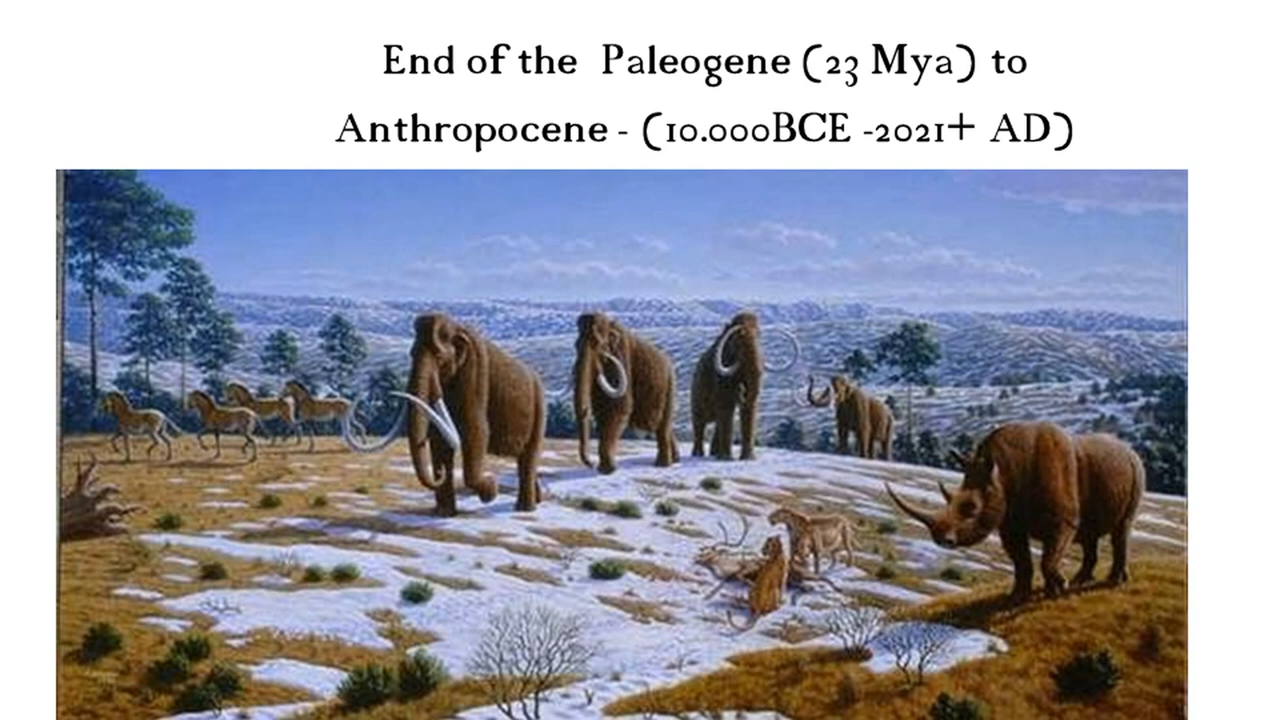 End of the Paleogene (23 Mya) to
Anthropocene - (10.000BCE -2021+ AD)